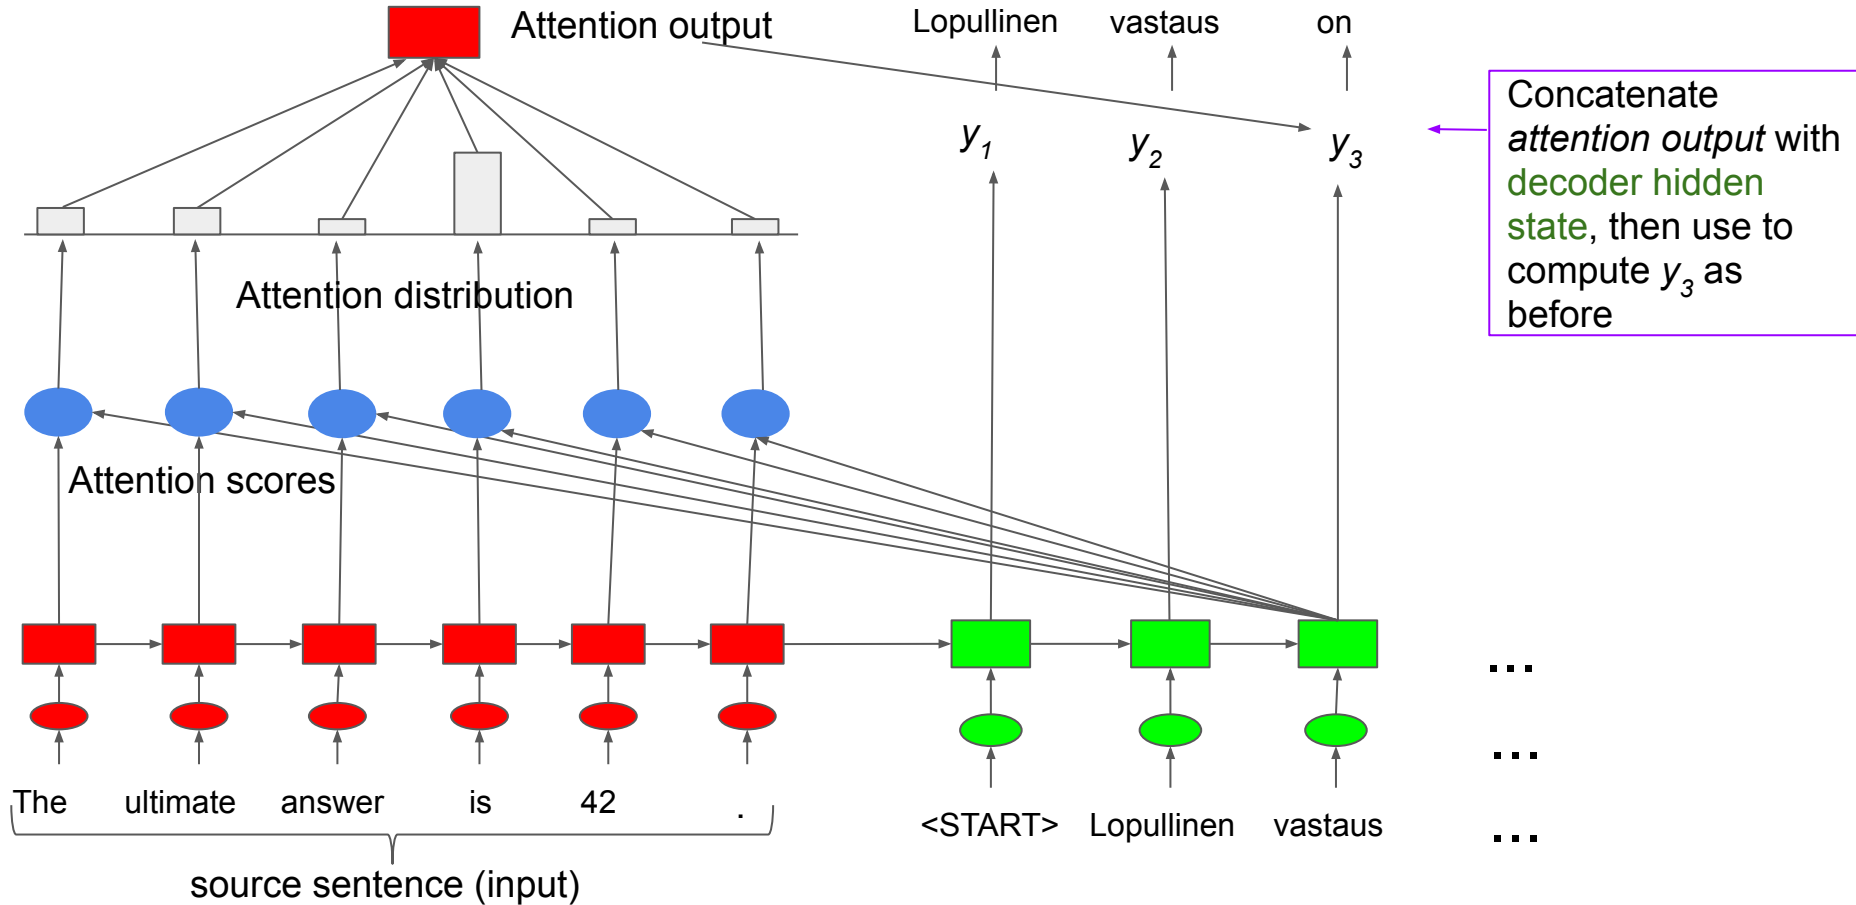 Attention output
Lopullinen vastaus on
Concatenate
attention output with
decoder hidden
state, then use to
compute y3 as
before
y1 y2 y3
Attention distribution
Attention scores
...
...
The ultimate answer is 42 .
<START> Lopullinen vastaus ...
source sentence (input)